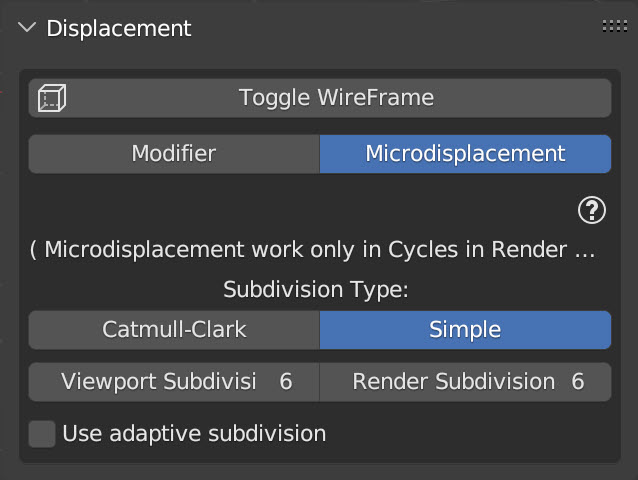 Displacement
Toggle WireFrame
Modifier Microdisplacement
?
( Microdisplacement work only in Cycles in Render ...
Subdivision Type:
Catmull-Clark Simple
Viewport Subdivisi 6 Render Subdivision 6
Use adaptive subdivision